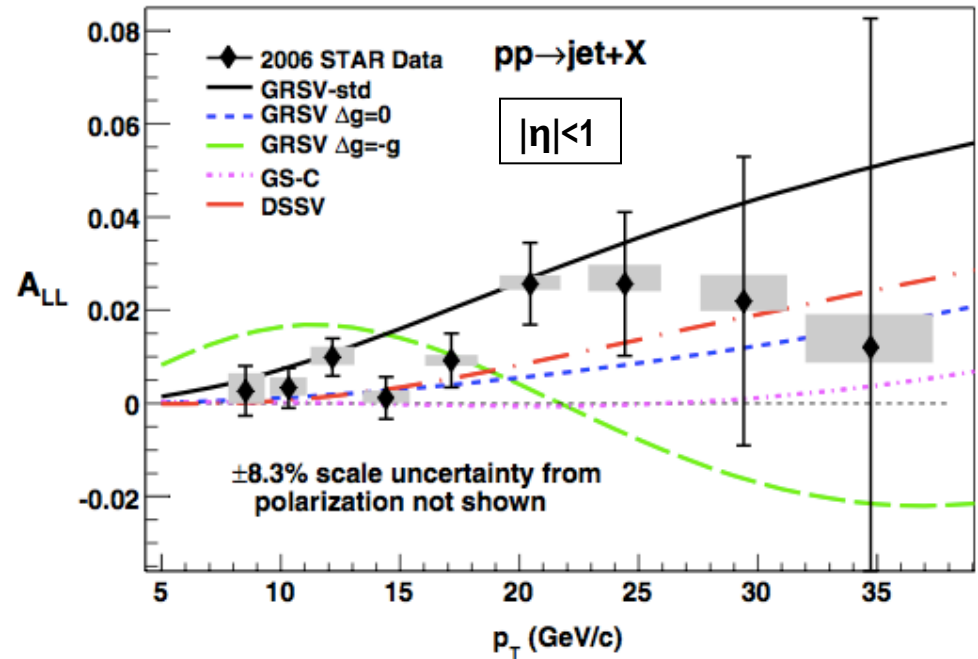 0.08
0.06
0.04
0.02
0
-0.02
A_LL
2006 STAR Data
GRSV-std
GRSV Δg=0
GRSV Δg=-g
GS-C
DSSV
pp→jet+X
|η|<1
±8.3% scale uncertainty from
polarization not shown
5 10 15 20 25 30 35
p_T (GeV/c)